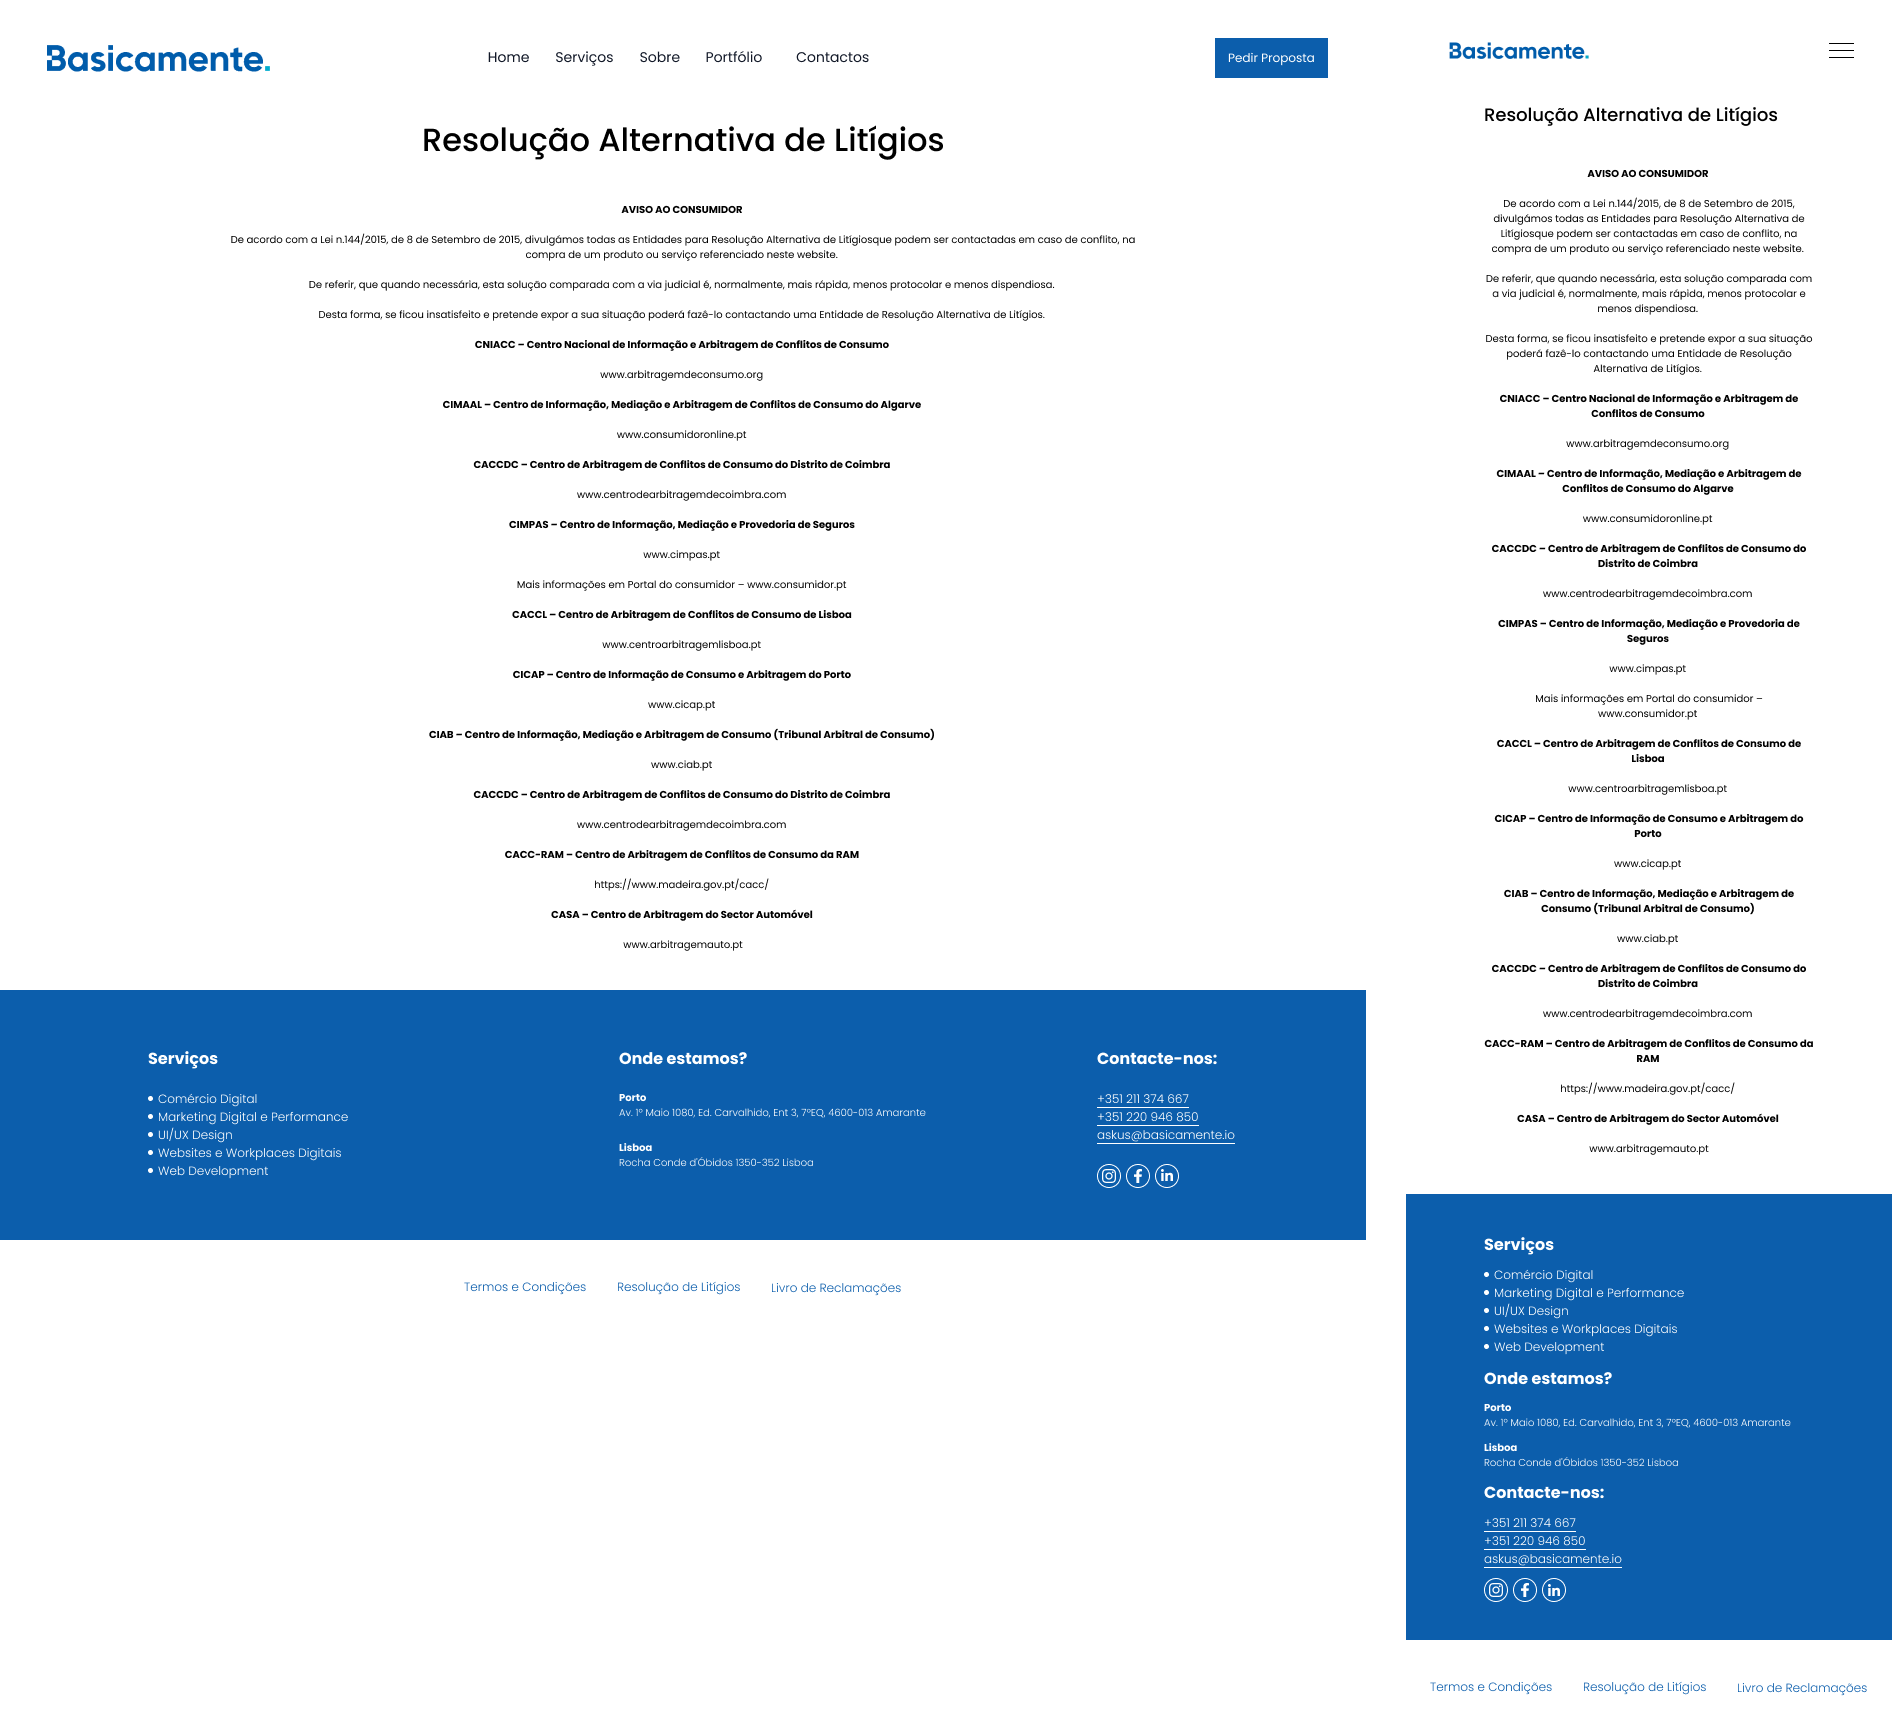 Basicamente.
Home Serviços Sobre Portfólio Contactos
Pedir Proposta
Resolução Alternativa de Litígios
AVISO AO CONSUMIDOR
De acordo com a Lei n.144/2015, de 8 de Setembro de 2015, divulgámos todas as Entidades para Resolução Alternativa de Litígiosque podem ser contactadas em caso de conflito, na
compra de um produto ou serviço referenciado neste website.
De referir, que quando necessária, esta solução comparada com a via judicial é, normalmente, mais rápida, menos protocolar e menos dispendiosa.
Desta forma, se ficou insatisfeito e pretende expor a sua situação poderá fazê-lo contactando uma Entidade de Resolução Alternativa de Litígios.
CNIACC – Centro Nacional de Informação e Arbitragem de Conflitos de Consumo
www.arbitragemdeconsumo.org
CIMAAL – Centro de Informação, Mediação e Arbitragem de Conflitos de Consumo do Algarve
www.consumidoronline.pt
CACCDC – Centro de Arbitragem de Conflitos de Consumo do Distrito de Coimbra
www.centrodearbitragemdecoimbra.com
CIMPAS – Centro de Informação, Mediação e Provedoria de Seguros
www.cimpas.pt
Mais informações em Portal do consumidor – www.consumidor.pt
CACCL – Centro de Arbitragem de Conflitos de Consumo de Lisboa
www.centroarbitragemlisboa.pt
CICAP – Centro de Informação de Consumo e Arbitragem do Porto
www.cicap.pt
CIAB – Centro de Informação, Mediação e Arbitragem de Consumo (Tribunal Arbitral de Consumo)
www.ciab.pt
CACCDC – Centro de Arbitragem de Conflitos de Consumo do Distrito de Coimbra
www.centrodearbitragemdecoimbra.com
CACC-RAM – Centro de Arbitragem de Conflitos de Consumo da RAM
https://www.madeira.gov.pt/cacc/
CASA – Centro de Arbitragem do Sector Automóvel
www.arbitragemauto.pt
Serviços
Comércio Digital
Marketing Digital e Performance
UI/UX Design
Websites e Workplaces Digitais
Web Development
Onde estamos?
Porto
Av. 1º Maio 1080, Ed. Carvalhido, Ent 3, 7ºEQ, 4600-013 Amarante
Lisboa
Rocha Conde d'Óbidos 1350-352 Lisboa
Contacte-nos:
+351 211 374 667
+351 220 946 850
askus@basicamente.io
Termos e Condições Resolução de Litígios Livro de Reclamações
Basicamente.
Resolução Alternativa de Litígios
AVISO AO CONSUMIDOR
De acordo com a Lei n.144/2015, de 8 de Setembro de 2015,
divulgámos todas as Entidades para Resolução Alternativa de
Litígiosque podem ser contactadas em caso de conflito, na
compra de um produto ou serviço referenciado neste website.
De referir, que quando necessária, esta solução comparada com
a via judicial é, normalmente, mais rápida, menos protocolar e
menos dispendiosa.
Desta forma, se ficou insatisfeito e pretende expor a sua situação
poderá fazê-lo contactando uma Entidade de Resolução
Alternativa de Litígios.
CNIACC – Centro Nacional de Informação e Arbitragem de
Conflitos de Consumo
www.arbitragemdeconsumo.org
CIMAAL – Centro de Informação, Mediação e Arbitragem de
Conflitos de Consumo do Algarve
www.consumidoronline.pt
CACCDC – Centro de Arbitragem de Conflitos de Consumo do
Distrito de Coimbra
www.centrodearbitragemdecoimbra.com
CIMPAS – Centro de Informação, Mediação e Provedoria de
Seguros
www.cimpas.pt
Mais informações em Portal do consumidor –
www.consumidor.pt
CACCL – Centro de Arbitragem de Conflitos de Consumo de
Lisboa
www.centroarbitragemlisboa.pt
CICAP – Centro de Informação de Consumo e Arbitragem do
Porto
www.cicap.pt
CIAB – Centro de Informação, Mediação e Arbitragem de
Consumo (Tribunal Arbitral de Consumo)
www.ciab.pt
CACCDC – Centro de Arbitragem de Conflitos de Consumo do
Distrito de Coimbra
www.centrodearbitragemdecoimbra.com
CACC-RAM – Centro de Arbitragem de Conflitos de Consumo da
RAM
https://www.madeira.gov.pt/cacc/
CASA – Centro de Arbitragem do Sector Automóvel
www.arbitragemauto.pt
Serviços
Comércio Digital
Marketing Digital e Performance
UI/UX Design
Websites e Workplaces Digitais
Web Development
Onde estamos?
Porto
Av. 1º Maio 1080, Ed. Carvalhido, Ent 3, 7ºEQ, 4600-013 Amarante
Lisboa
Rocha Conde d'Óbidos 1350-352 Lisboa
Contacte-nos:
+351 211 374 667
+351 220 946 850
askus@basicamente.io
Termos e Condições Resolução de Litígios Livro de Reclamações